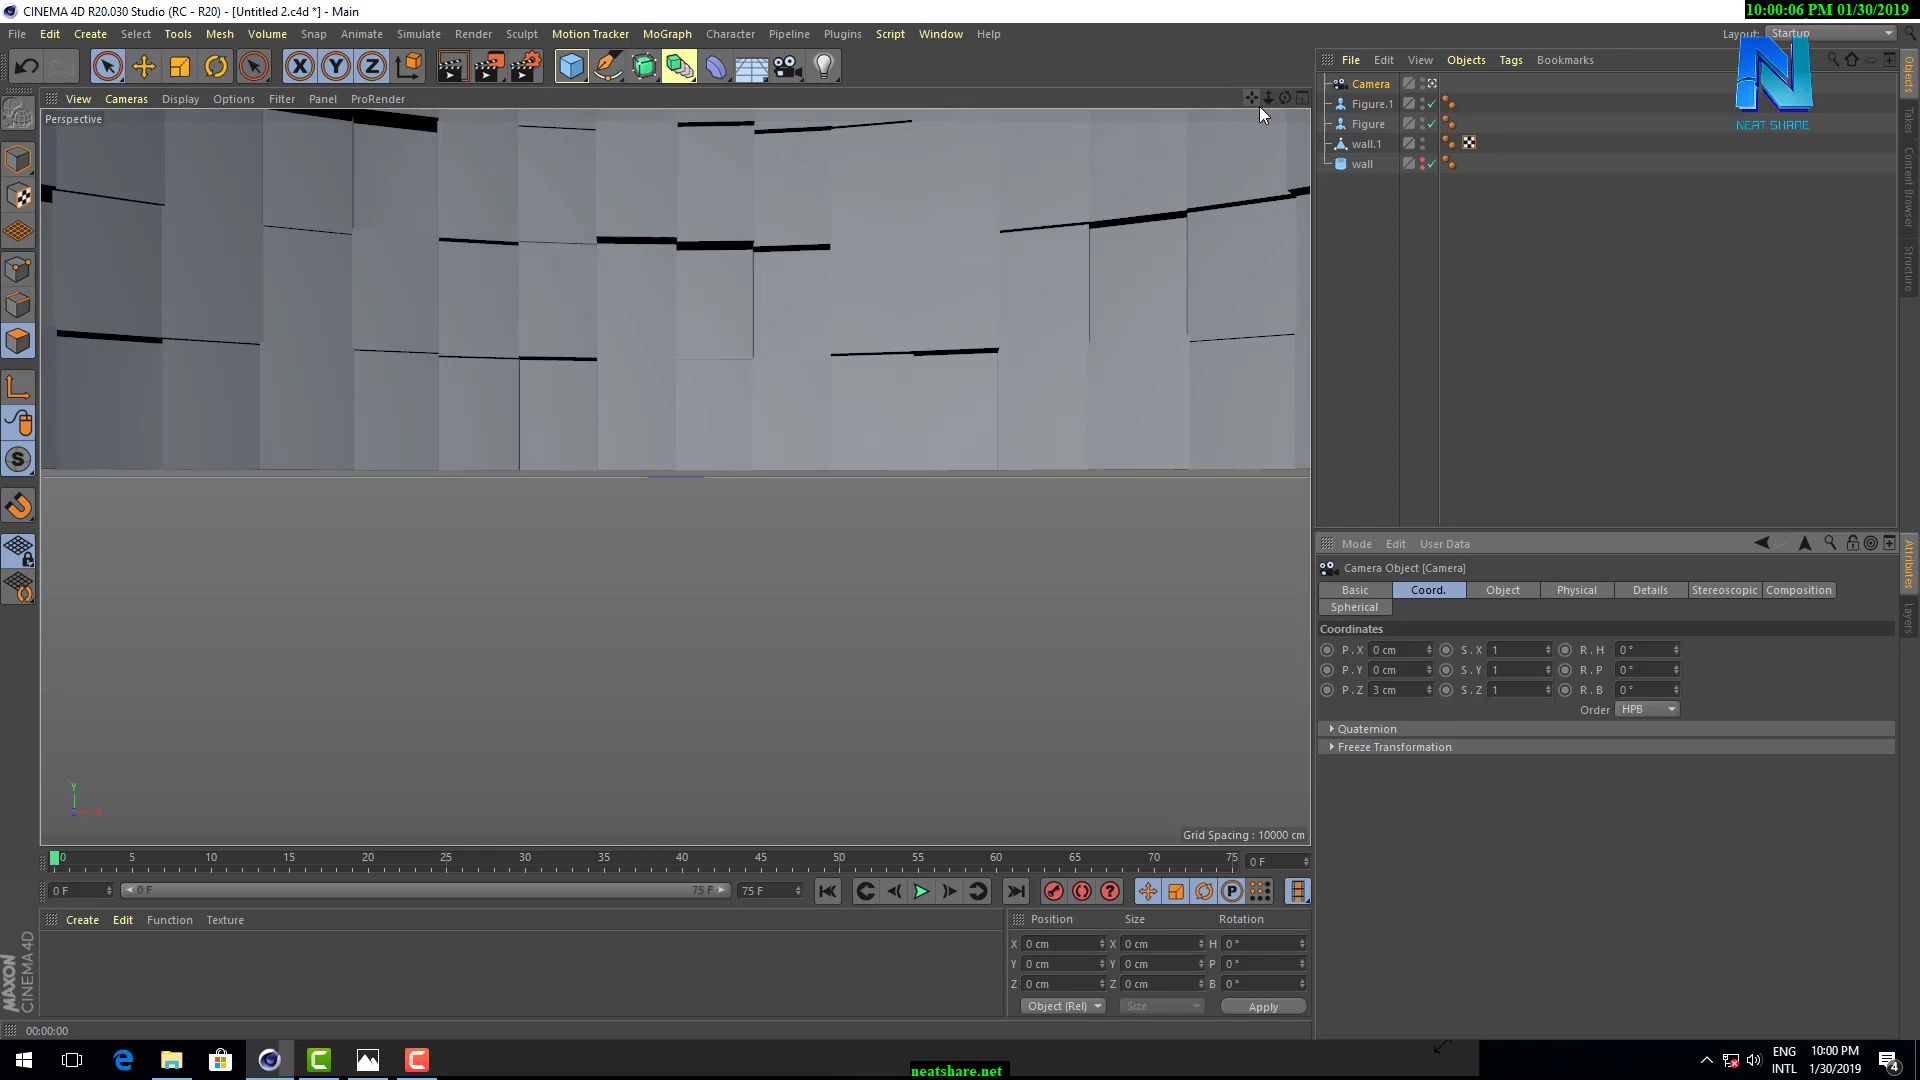 CINEMA 4D R20.030 Studio (RC - R20) - [Untitled 2.c4d *] - Main
10:00:06 PM 01/30/2019
File Edit Create Select Tools Mesh Volume Snap Animate Simulate Render Sculpt Motion Tracker MoGraph Character Pipeline Plugins Script Window Help
Layout: Startup
X Y Z
File Edit View Objects Tags Bookmarks
N
NEAT SHARE
View Cameras Display Options Filter Panel ProRender
Perspective
Camera
Figure.1
Figure
wall.1
wall
Objects
Takes
Content Browser
Structure
Mode Edit User Data
Camera Object [Camera]
Basic Coord. Object Physical Details Stereoscopic Composition
Spherical
Coordinates
P . X 0 cm S . X 1 R . H 0 °
P . Y 0 cm S . Y 1 R . P 0 °
P . Z 3 cm S . Z 1 R . B 0 °
Order HPB
Quaternion
Freeze Transformation
Attributes
Layers
S
Y
X
Z
Grid Spacing : 10000 cm
0 5 10 15 20 25 30 35 40 45 50 55 60 65 70 75 0 F
0 F 0 F 75 F 75 F
P
Create Edit Function Texture
Position Size Rotation
X 0 cm X 0 cm H 0 °
Y 0 cm Y 0 cm P 0 °
Z 0 cm Z 0 cm B 0 °
Object (Rel) Size Apply
MAXON
CINEMA 4D
00:00:00
neatshare.net
ENG
INTL
10:00 PM
1/30/2019
4